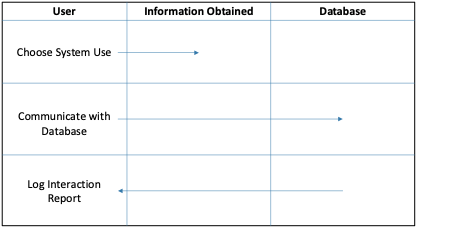 User Information Obtained Database
Choose System Use
Communicate with
Database
Log Interaction
Report